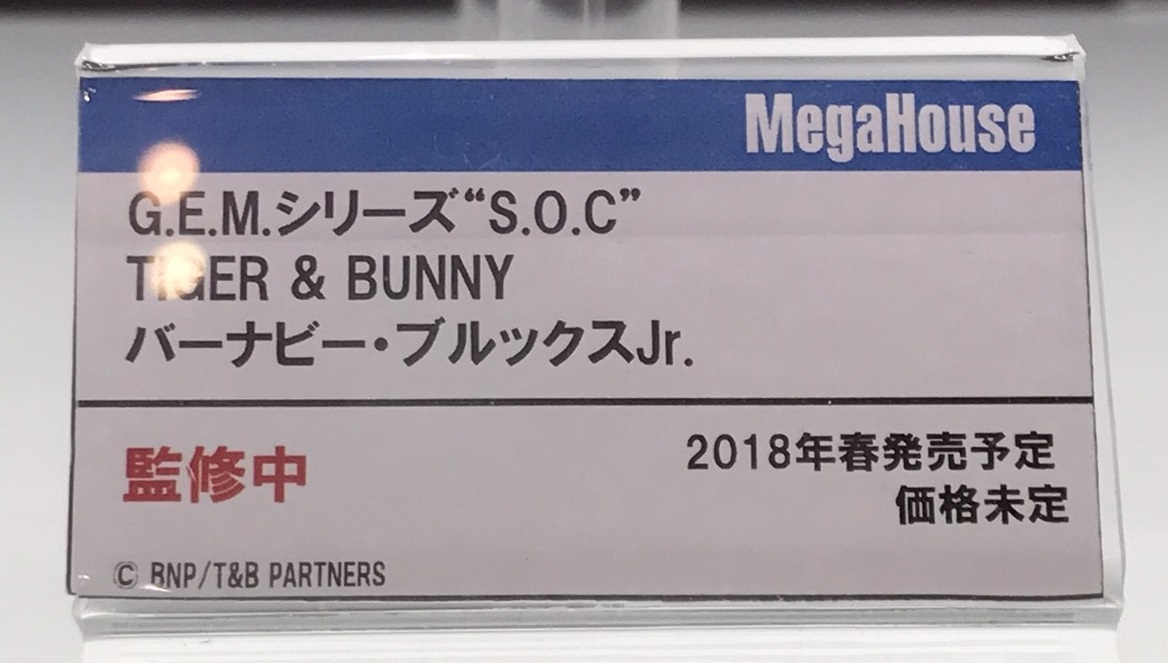 MegaHouse
G.E.M.シリーズ“S.O.C”
TIGER & BUNNY
バーナビー・ブルックスJr.
監修中
2018年春発売予定
価格未定
© BNP/T&B PARTNERS